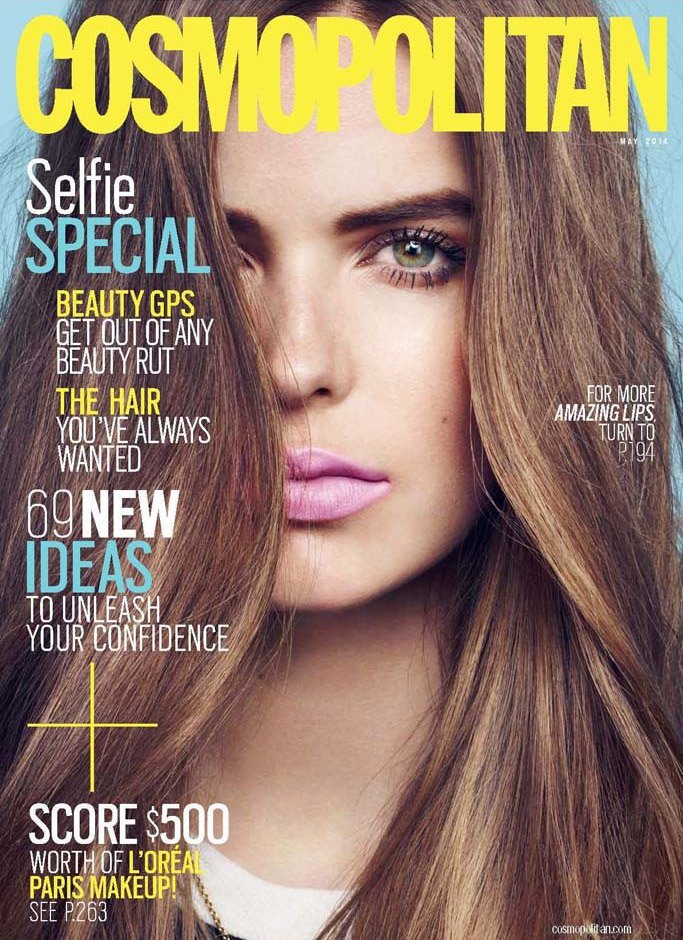 COSMOPOLITAN
MAY 2014
Selfie
SPECIAL
BEAUTY GPS
GET OUT OF ANY
BEAUTY RUT
THE HAIR
YOU'VE ALWAYS
WANTED
FOR MORE
AMAZING LIPS,
TURN TO
P.194
69 NEW
IDEAS
TO UNLEASH
YOUR CONFIDENCE
SCORE $500
WORTH OF L'ORÉAL
PARIS MAKEUP!
SEE P.263
cosmopolitan.com